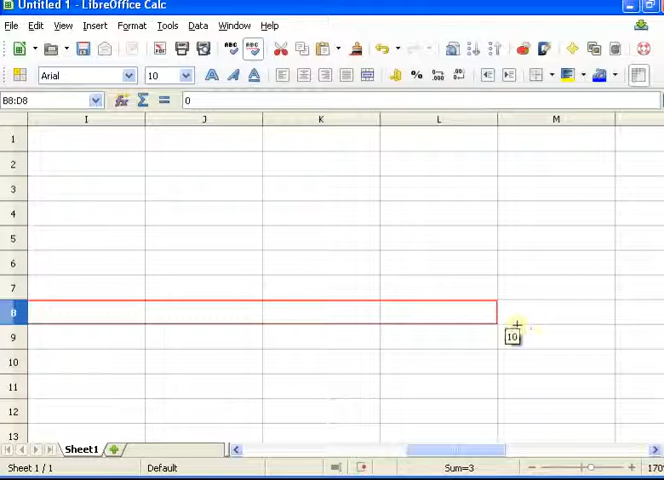 Untitled 1 - LibreOffice Calc
File Edit View Insert Format Tools Data Window Help
ABC ABC
Arial 10
B8:D8 0
I J K L M
1
2
3
4
5
6
7
8
9
10
10
11
12
13
Sheet1
Sheet 1 / 1 Default Sum=3 170